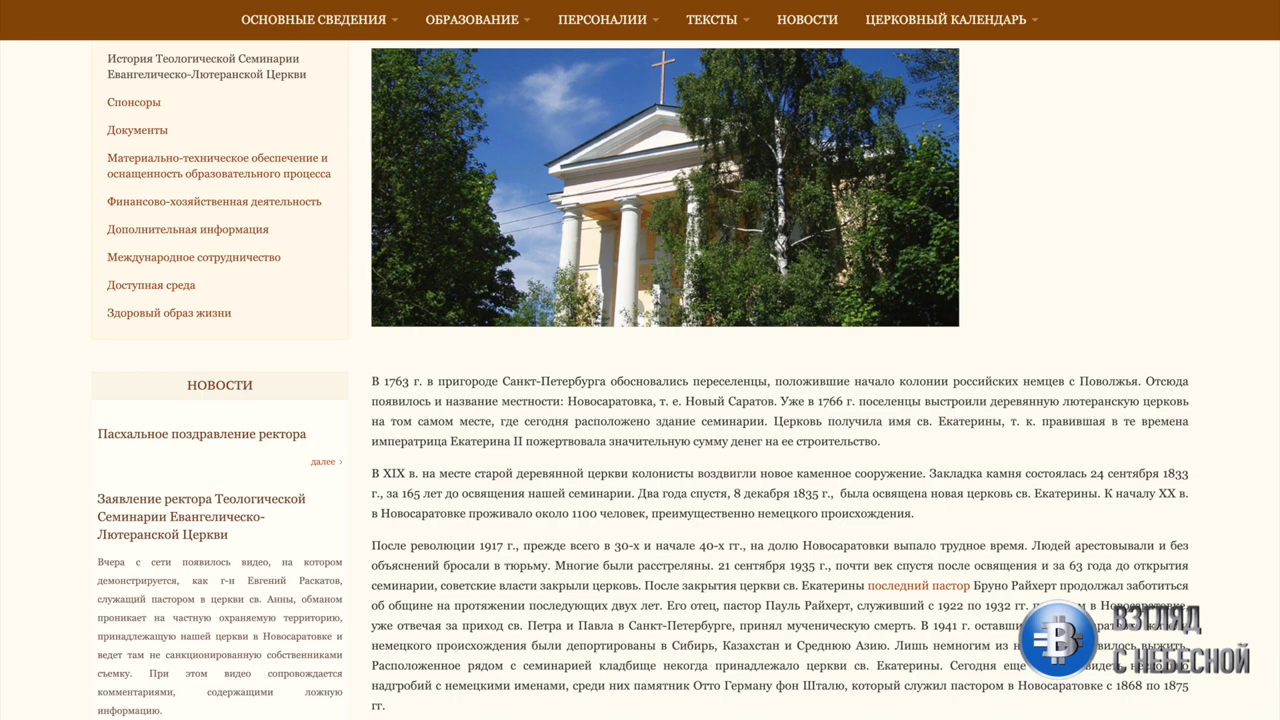 ОСНОВНЫЕ СВЕДЕНИЯ ОБРАЗОВАНИЕ ПЕРСОНАЛИИ ТЕКСТЫ НОВОСТИ ЦЕРКОВНЫЙ КАЛЕНДАРЬ
История Теологической Семинарии
Евангелическо-Лютеранской Церкви
Спонсоры
Документы
Материально-техническое обеспечение и
оснащенность образовательного процесса
Финансово-хозяйственная деятельность
Дополнительная информация
Международное сотрудничество
Доступная среда
Здоровый образ жизни
НОВОСТИ
Пасхальное поздравление ректора
далее ›
Заявление ректора Теологической
Семинарии Евангелическо-
Лютеранской Церкви
Вчера с сети появилось видео, на котором
демонстрируется, как г-н Евгений Раскатов,
служащий пастором в церкви св. Анны, обманом
проникает на частную охраняемую территорию,
принадлежащую нашей церкви в Новосаратовке и
ведет там не санкционированную собственниками
съемку. При этом видео сопровождается
комментариями, содержащими ложную
информацию.
В 1763 г. в пригороде Санкт-Петербурга обосновались переселенцы, положившие начало колонии российских немцев с Поволжья. Отсюда
появилось и название местности: Новосаратовка, т. е. Новый Саратов. Уже в 1766 г. поселенцы выстроили деревянную лютеранскую церковь
на том самом месте, где сегодня расположено здание семинарии. Церковь получила имя св. Екатерины, т. к. правившая в те времена
императрица Екатерина II пожертвовала значительную сумму денег на ее строительство.
В XIX в. на месте старой деревянной церкви колонисты воздвигли новое каменное сооружение. Закладка камня состоялась 24 сентября 1833
г., за 165 лет до освящения нашей семинарии. Два года спустя, 8 декабря 1835 г., была освящена новая церковь св. Екатерины. К началу XX в.
в Новосаратовке проживало около 1100 человек, преимущественно немецкого происхождения.
После революции 1917 г., прежде всего в 30-х и начале 40-х гг., на долю Новосаратовки выпало трудное время. Людей арестовывали и без
объяснений бросали в тюрьму. Многие были расстреляны. 21 сентября 1935 г., почти век спустя после освящения и за 63 года до открытия
семинарии, советские власти закрыли церковь. После закрытия церкви св. Екатерины последний пастор Бруно Райхерт продолжал заботиться
об общине на протяжении последующих двух лет. Его отец, пастор Пауль Райхерт, служивший с 1922 по 1932 гг. в Новосаратовке,
уже отвечая за приход св. Петра и Павла в Санкт-Петербурге, принял мученическую смерть. В 1941 г.
немецкого происхождения были депортированы в Сибирь, Казахстан и Среднюю Азию. Лишь немногим из выжить.
Расположенное рядом с семинарией кладбище некогда принадлежало церкви св. Екатерины. Сегодня еще
надгробий с немецкими именами, среди них памятник Отто Герману фон Шталю, который служил пастором в Новосаратовке с 1868 по 1875
гг.
ВЗГЛЯД
С НЕБЕСНОЙ